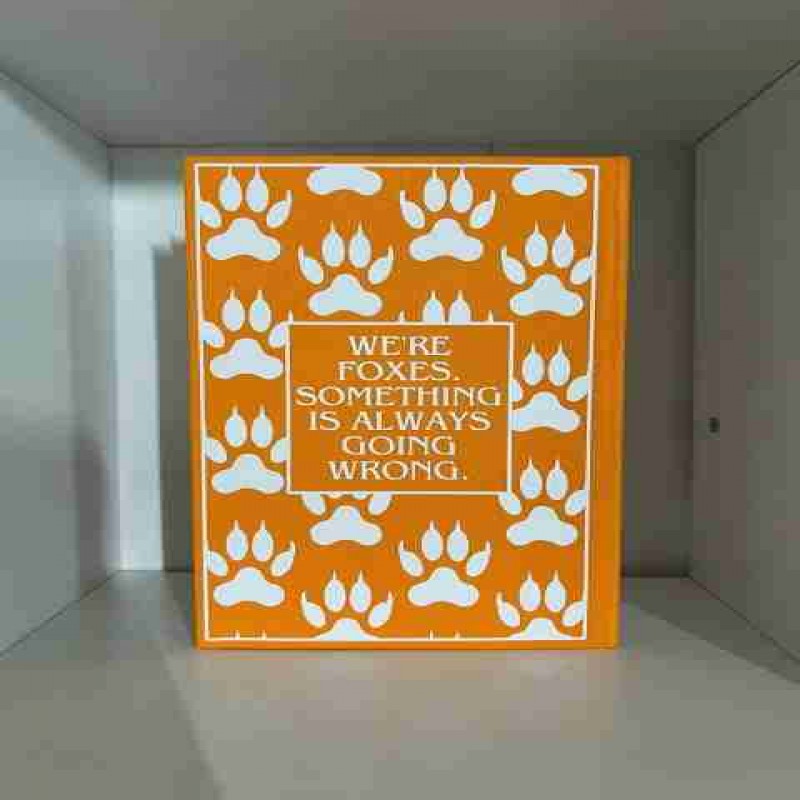 WE'RE
FOXES.
SOMETHING
IS ALWAYS
GOING
WRONG.